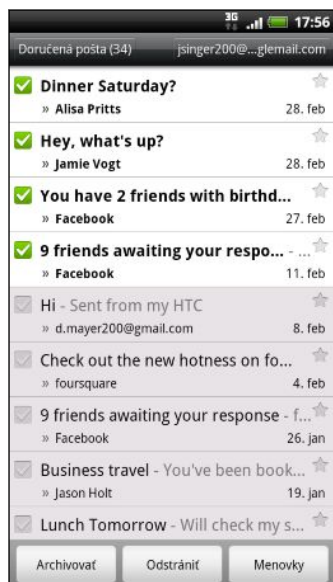 3G 17:56
Doručená pošta (34) jsinger200@...glemail.com
Dinner Saturday?
» Alisa Pritts 28. feb
Hey, what's up?
» Jamie Vogt 28. feb
You have 2 friends with birthd...
» Facebook 27. feb
9 friends awaiting your respo... - ...
» Facebook 11. feb
Hi - Sent from my HTC
» d.mayer200@gmail.com 8. feb
Check out the new hotness on fo...
» foursquare 4. feb
9 friends awaiting your response - f...
» Facebook 26. jan
Business travel - You've been book...
» Jason Holt 19. jan
Lunch Tomorrow - Will check my s...
Archivovať Odstrániť Menovky